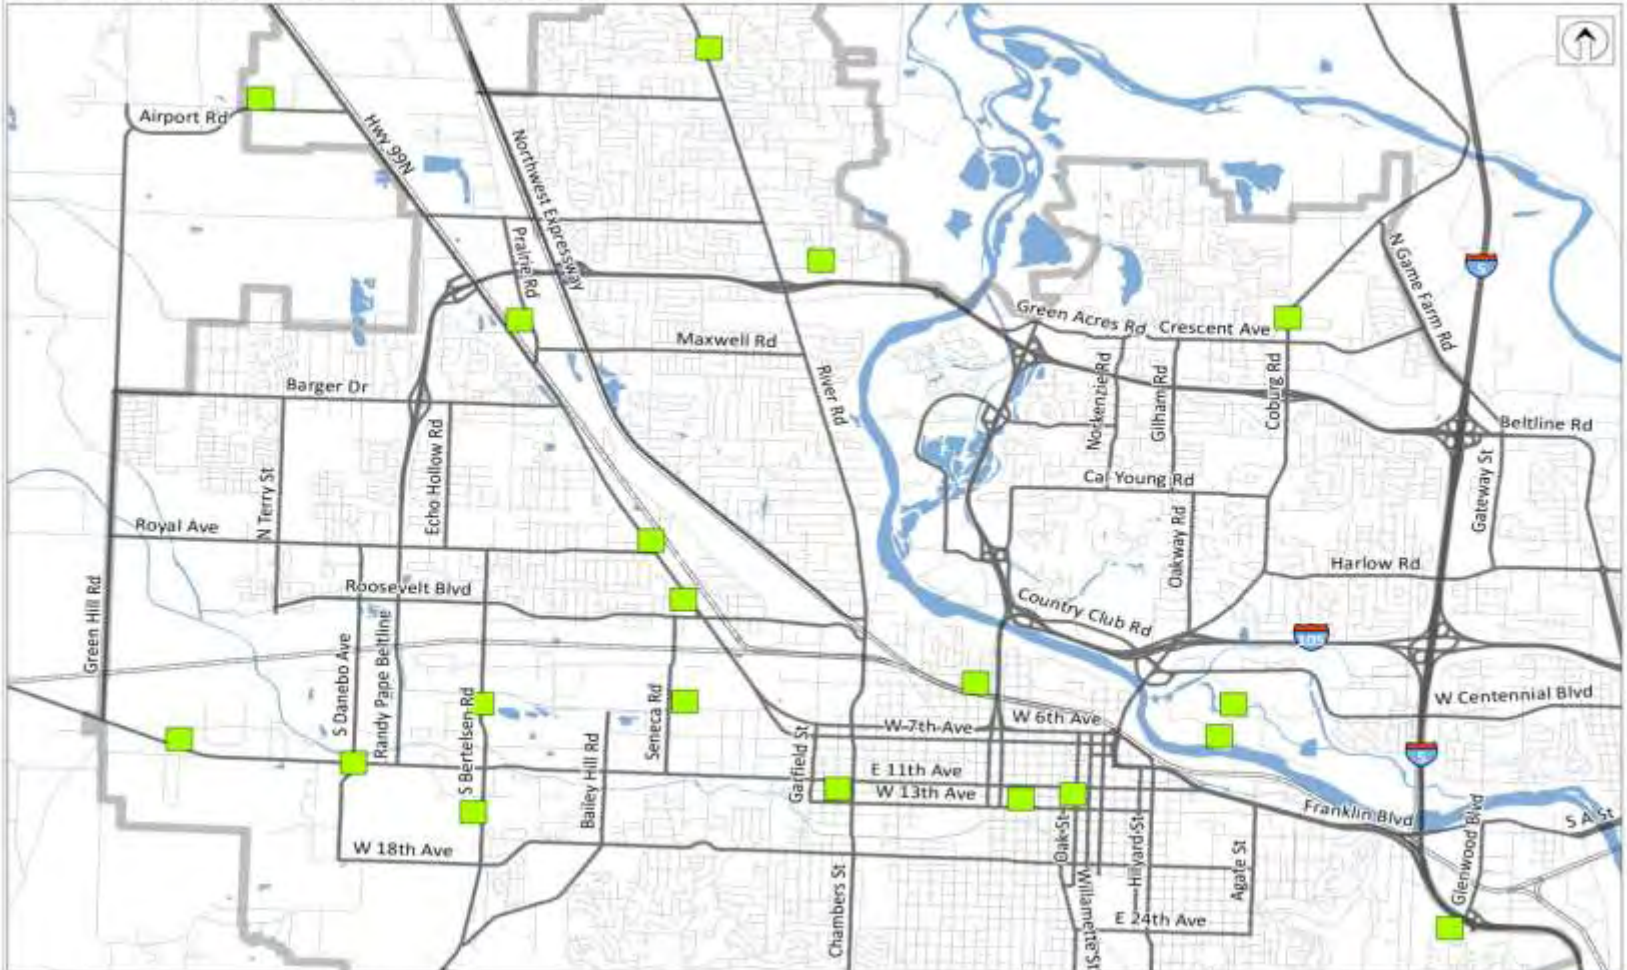 Airport Rd
Hwy 99N
Northwest Expressway
Prairie Rd
N Game Farm Rd
5
Green Acres Rd
Crescent Ave
Maxwell Rd
River Rd
Barger Dr
Norkenzie Rd
Gilham Rd
Coburg Rd
Beltline Rd
Echo Hollow Rd
N Terry St
Cal Young Rd
Gateway St
Royal Ave
Oakway Rd
Harlow Rd
Roosevelt Blvd
Green Hill Rd
Country Club Rd
105
S Danebo Ave
Randy Pape Beltline
S Bertelsen Rd
Seneca Rd
W Centennial Blvd
W 7th Ave
W 6th Ave
5
Bailey Hill Rd
Garfield St
E 11th Ave
W 13th Ave
Franklin Blvd
S A St
Glenwood Blvd
W 18th Ave
Oak St
Hilyard St
Agate St
Chambers St
Willamette St
E 24th Ave